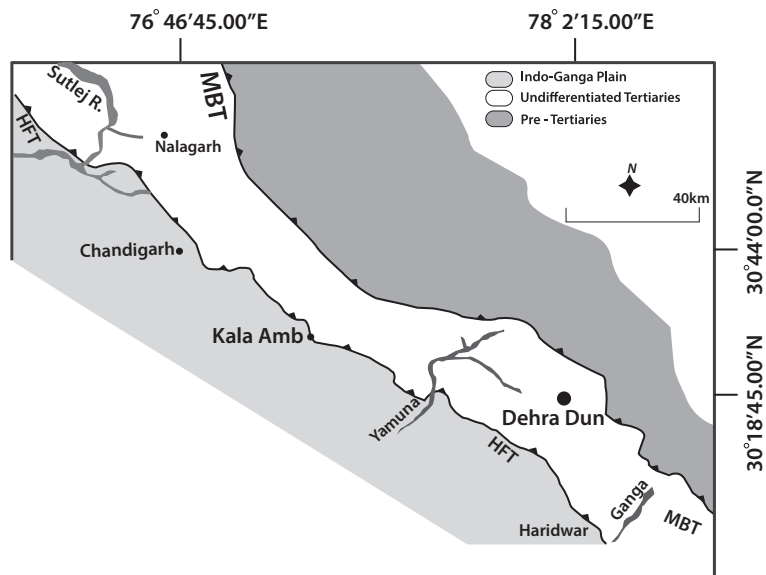 76° 46′45.00″E
78° 2′15.00″E
Sutlej R.
MBT
Indo-Ganga Plain
Undifferentiated Tertiaries
Pre - Tertiaries
HFT
Nalagarh
N
40km
30°44′00.0″N
Chandigarh
Kala Amb
30°18′45.00″N
Yamuna
Dehra Dun
HFT
Ganga
MBT
Haridwar